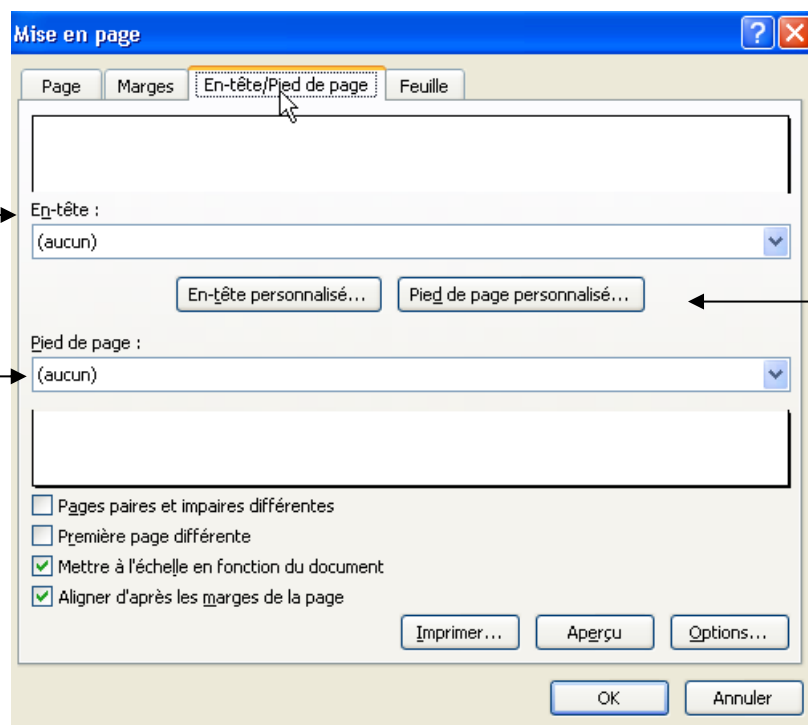 Mise en page
Page Marges En-tête/Pied de page Feuille
En-tête :
(aucun)
En-tête personnalisé... Pied de page personnalisé...
Pied de page :
(aucun)
Pages paires et impaires différentes
Première page différente
Mettre à l'échelle en fonction du document
Aligner d'après les marges de la page
Imprimer... Aperçu Options...
OK Annuler